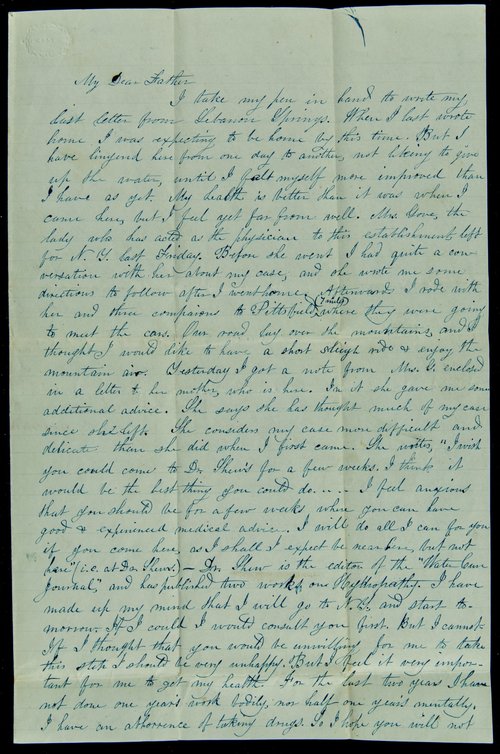 My Dear Father
I take my pen in hand to write my
last letter from Lebanon Springs. When I last wrote
home I was expecting to be home by this time. But I
have lingered here from one day to another, not liking to give
up the water, until I felt myself more improved than
I have as yet. My health is better than it was when I
came here, but I feel yet far from well. Mrs. Gove, the
lady who has acted as the physician to this establishment left
for N. Y. last Friday. Before she went I had quite a con-
versation with her about my case, and she wrote me some
directions to follow after I went home. Afterwards I rode with
her and three companions to Pittsfield, where they were going
to meet the cars. Our road lay over the mountains, and I
thought I would like to have a short sleigh ride & enjoy the
mountain air. Yesterday I got a note from Mrs. G. enclosed
in a letter to her mother, who is here. In it she gave me some
additional advice. She says she has thought much of my case
since she left. She considers my case more difficult and
delicate than she did when I first came. She writes, "I wish
you could come to Dr Shew's for a few weeks. I think it
would be the best thing you could do. . . . I feel anxious
that you should be for a few weeks where you can have
good & experienced medical advice. I will do all I can for you
if you come here, as I shall I expect be near here, but not
here" (i.e. at Dr. Shew's). — Dr. Shew is the editor of the "Water Cure
Journal", and has published two works on Hydropathy. I have
made up my mind that I will go to N. Y. and start to-
morrow. If I could I would consult you first. But I cannot.
If I thought that you would be unwilling for me to take
this step I should be very unhappy. But I feel it very impor-
tant for me to get my health. For the last two years I have
not done one year's work bodily, nor half one year's mentally.
I have an abhorrence of taking drugs. So I hope you will not